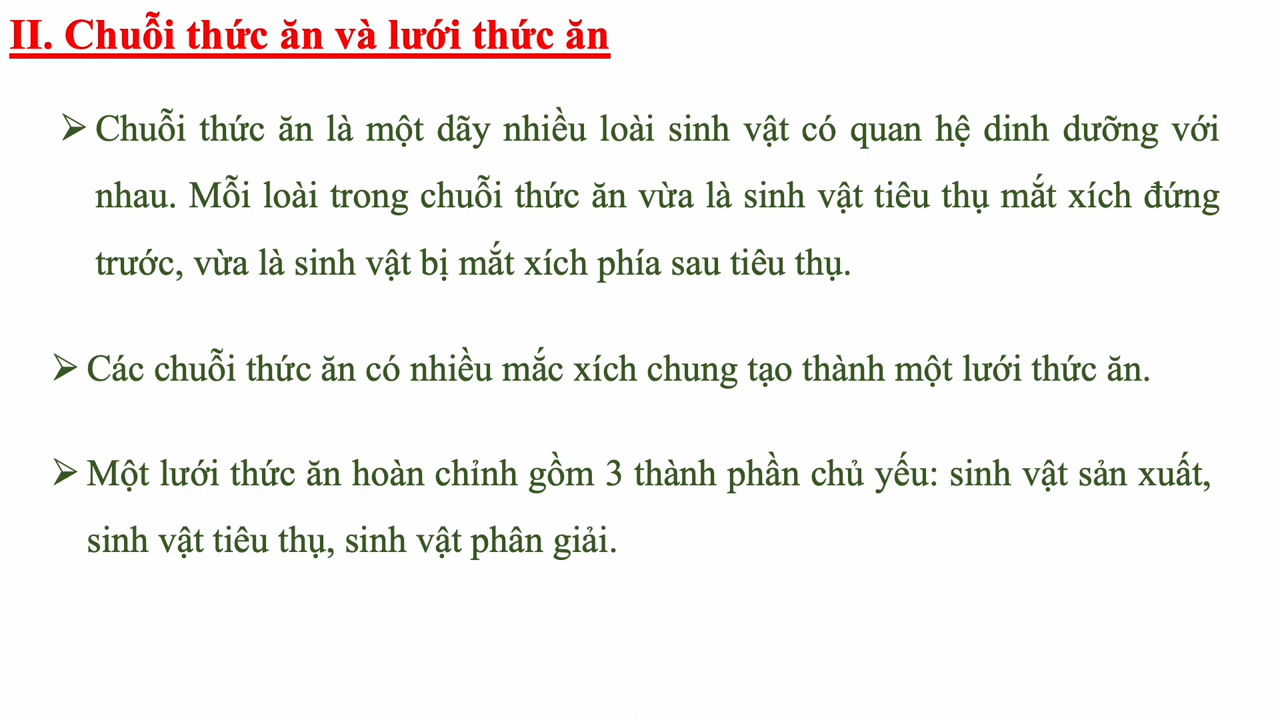 II. Chuỗi thức ăn và lưới thức ăn
➢ Chuỗi thức ăn là một dãy nhiều loài sinh vật có quan hệ dinh dưỡng với
nhau. Mỗi loài trong chuỗi thức ăn vừa là sinh vật tiêu thụ mắt xích đứng
trước, vừa là sinh vật bị mắt xích phía sau tiêu thụ.
➢ Các chuỗi thức ăn có nhiều mắc xích chung tạo thành một lưới thức ăn.
➢ Một lưới thức ăn hoàn chỉnh gồm 3 thành phần chủ yếu: sinh vật sản xuất,
sinh vật tiêu thụ, sinh vật phân giải.